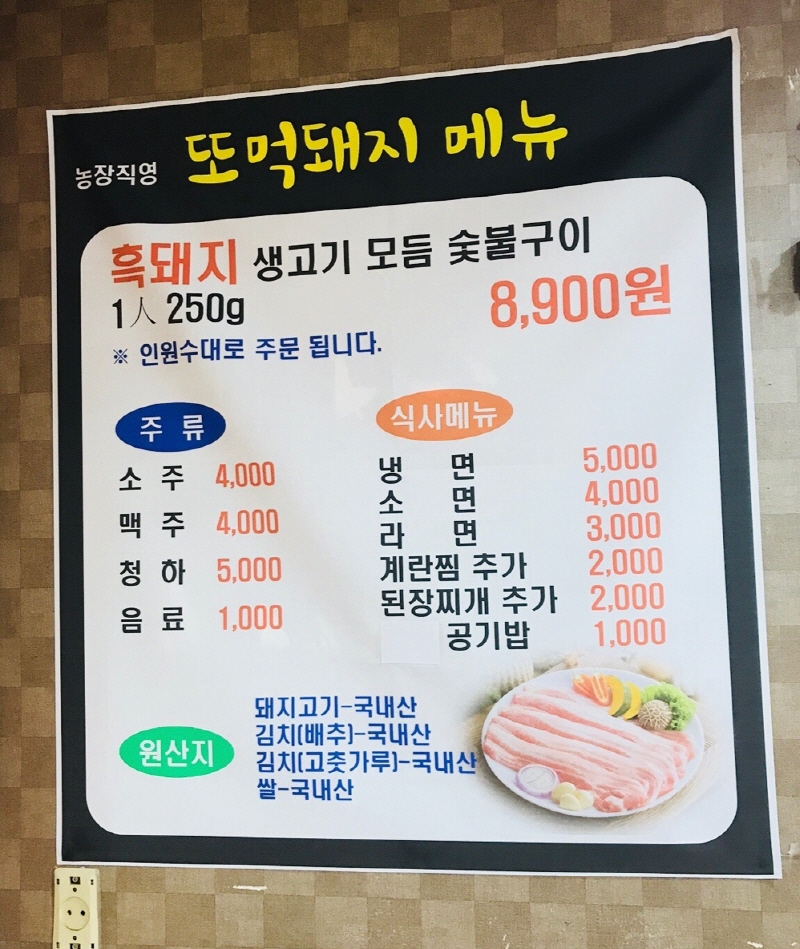 농장직영 또먹돼지 메뉴
흑돼지 생고기 모듬 숯불구이
1人 250g 8,900원
※ 인원수대로 주문 됩니다.
주 류
소 주 4,000
맥 주 4,000
청 하 5,000
음 료 1,000
식사메뉴
냉 면 5,000
소 면 4,000
라 면 3,000
계란찜 추가 2,000
된장찌개 추가 2,000
공기밥 1,000
원산지
돼지고기-국내산
김치(배추)-국내산
김치(고춧가루)-국내산
쌀-국내산